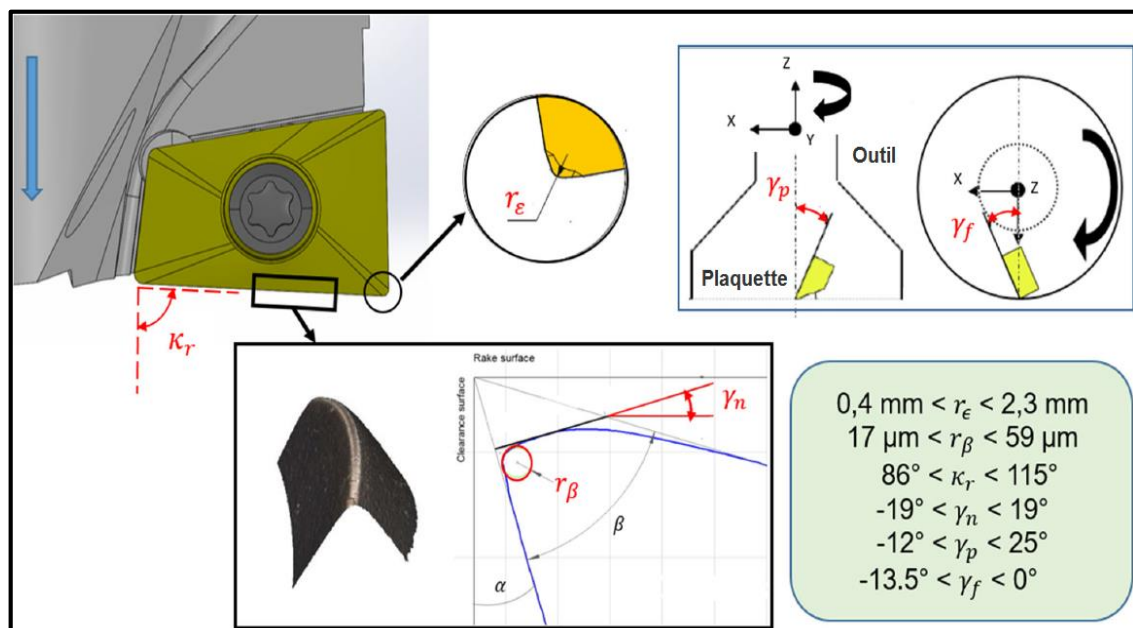 κr
rε
Z
X
Y
Outil
γp
Plaquette
X
Z
γf
Rake surface
Clearance surface
γn
rβ
β
α
0,4 mm < rϵ < 2,3 mm
17 µm < rβ < 59 µm
86° < κr < 115°
-19° < γn < 19°
-12° < γp < 25°
-13.5° < γf < 0°